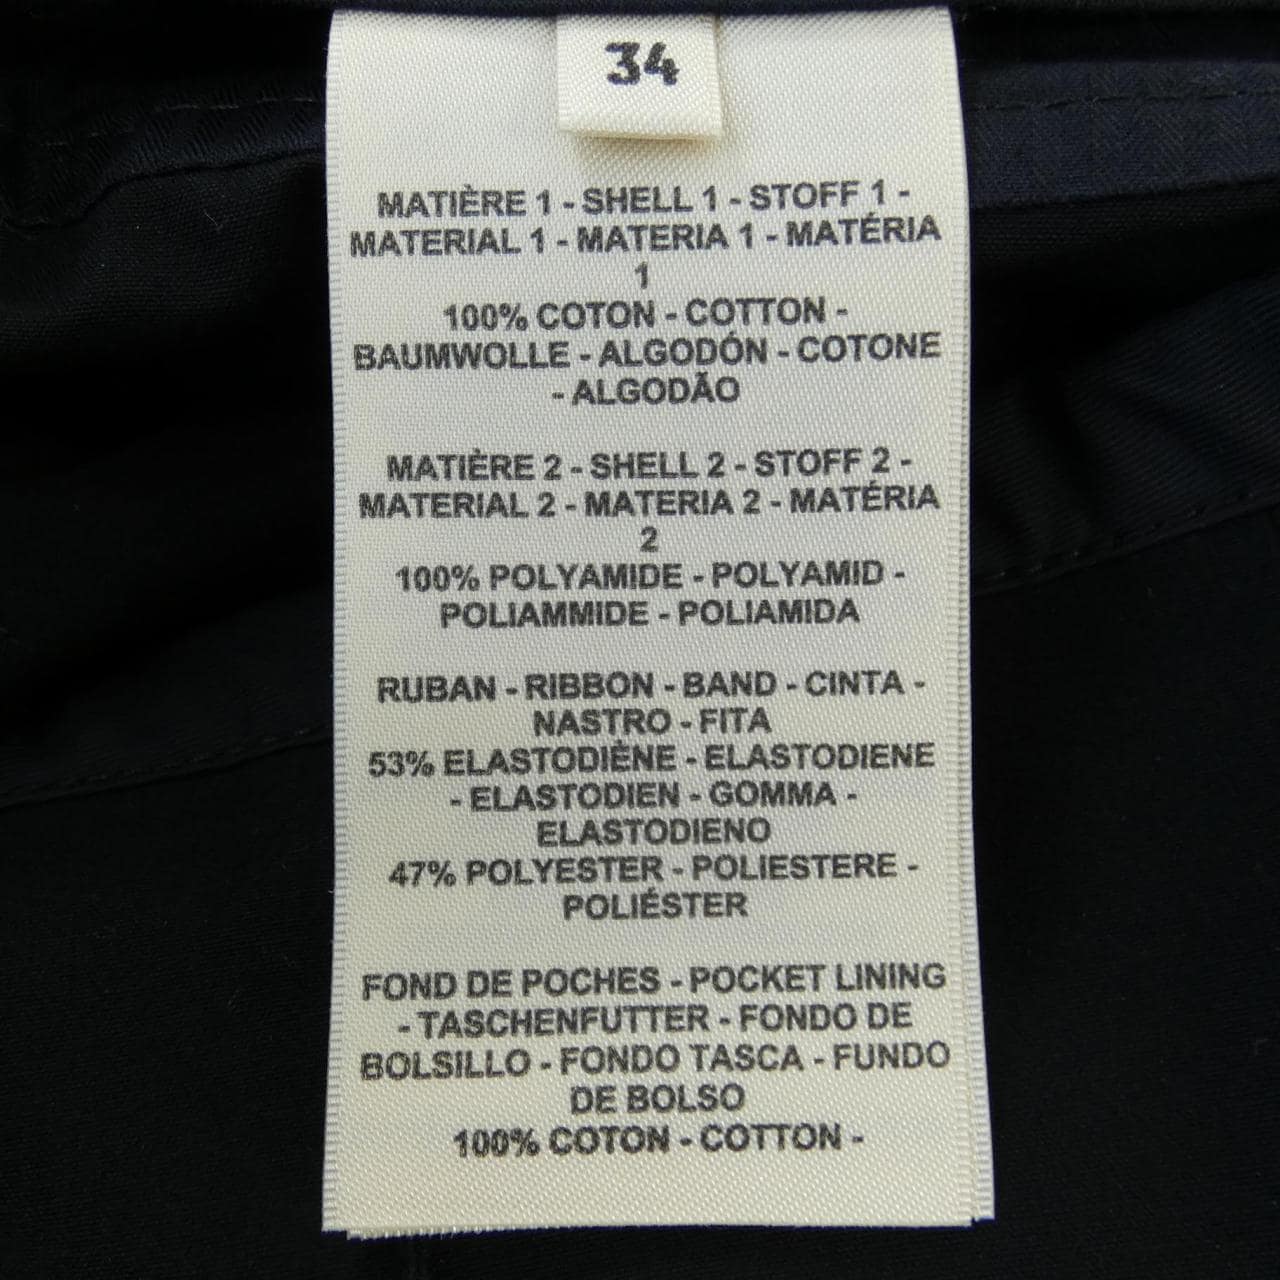 34
MATIÈRE 1 - SHELL 1 - STOFF 1 -
MATERIAL 1 - MATERIA 1 - MATÉRIA
1
100% COTON - COTTON -
BAUMWOLLE - ALGODÓN - COTONE
- ALGODÃO
MATIÈRE 2 - SHELL 2 - STOFF 2 -
MATERIAL 2 - MATERIA 2 - MATÉRIA
2
100% POLYAMIDE - POLYAMID -
POLIAMMIDE - POLIAMIDA
RUBAN - RIBBON - BAND - CINTA -
NASTRO - FITA
53% ELASTODIÈNE - ELASTODIENE
- ELASTODIEN - GOMMA -
ELASTODIENO
47% POLYESTER - POLIESTERE -
POLIÉSTER
FOND DE POCHES - POCKET LINING
- TASCHENFUTTER - FONDO DE
BOLSILLO - FONDO TASCA - FUNDO
DE BOLSO
100% COTON - COTTON -